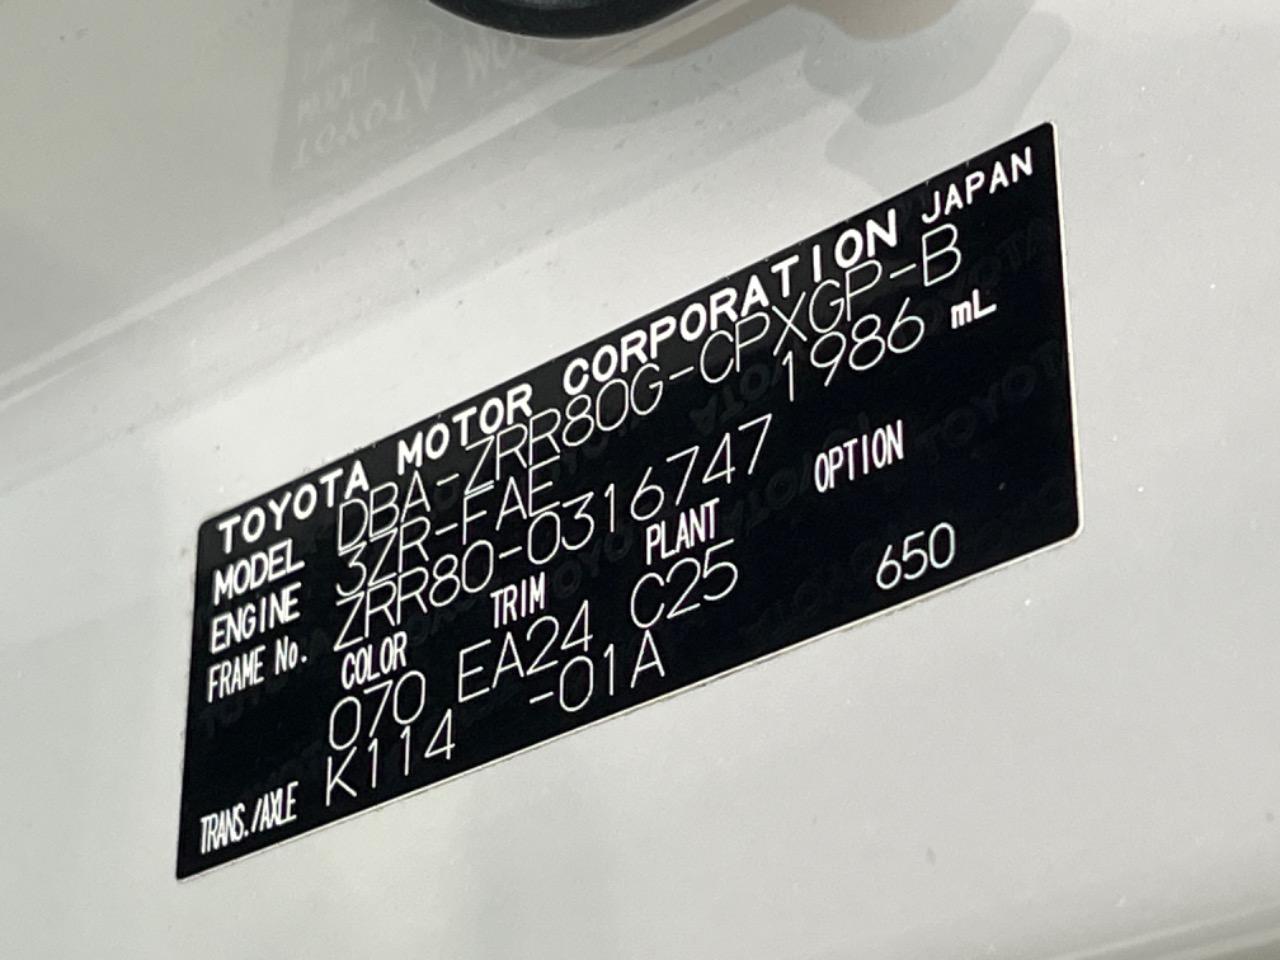 TOYOTA MOTOR CORPORATION JAPAN
MODEL DBA-ZRR80G-CPXGP-B
ENGINE 3ZR-FAE 1986 mL
FRAME No. ZRR80-0316747
COLOR TRIM PLANT OPTION
070 EA24 C25 650
TRANS./AXLE K114 -01A